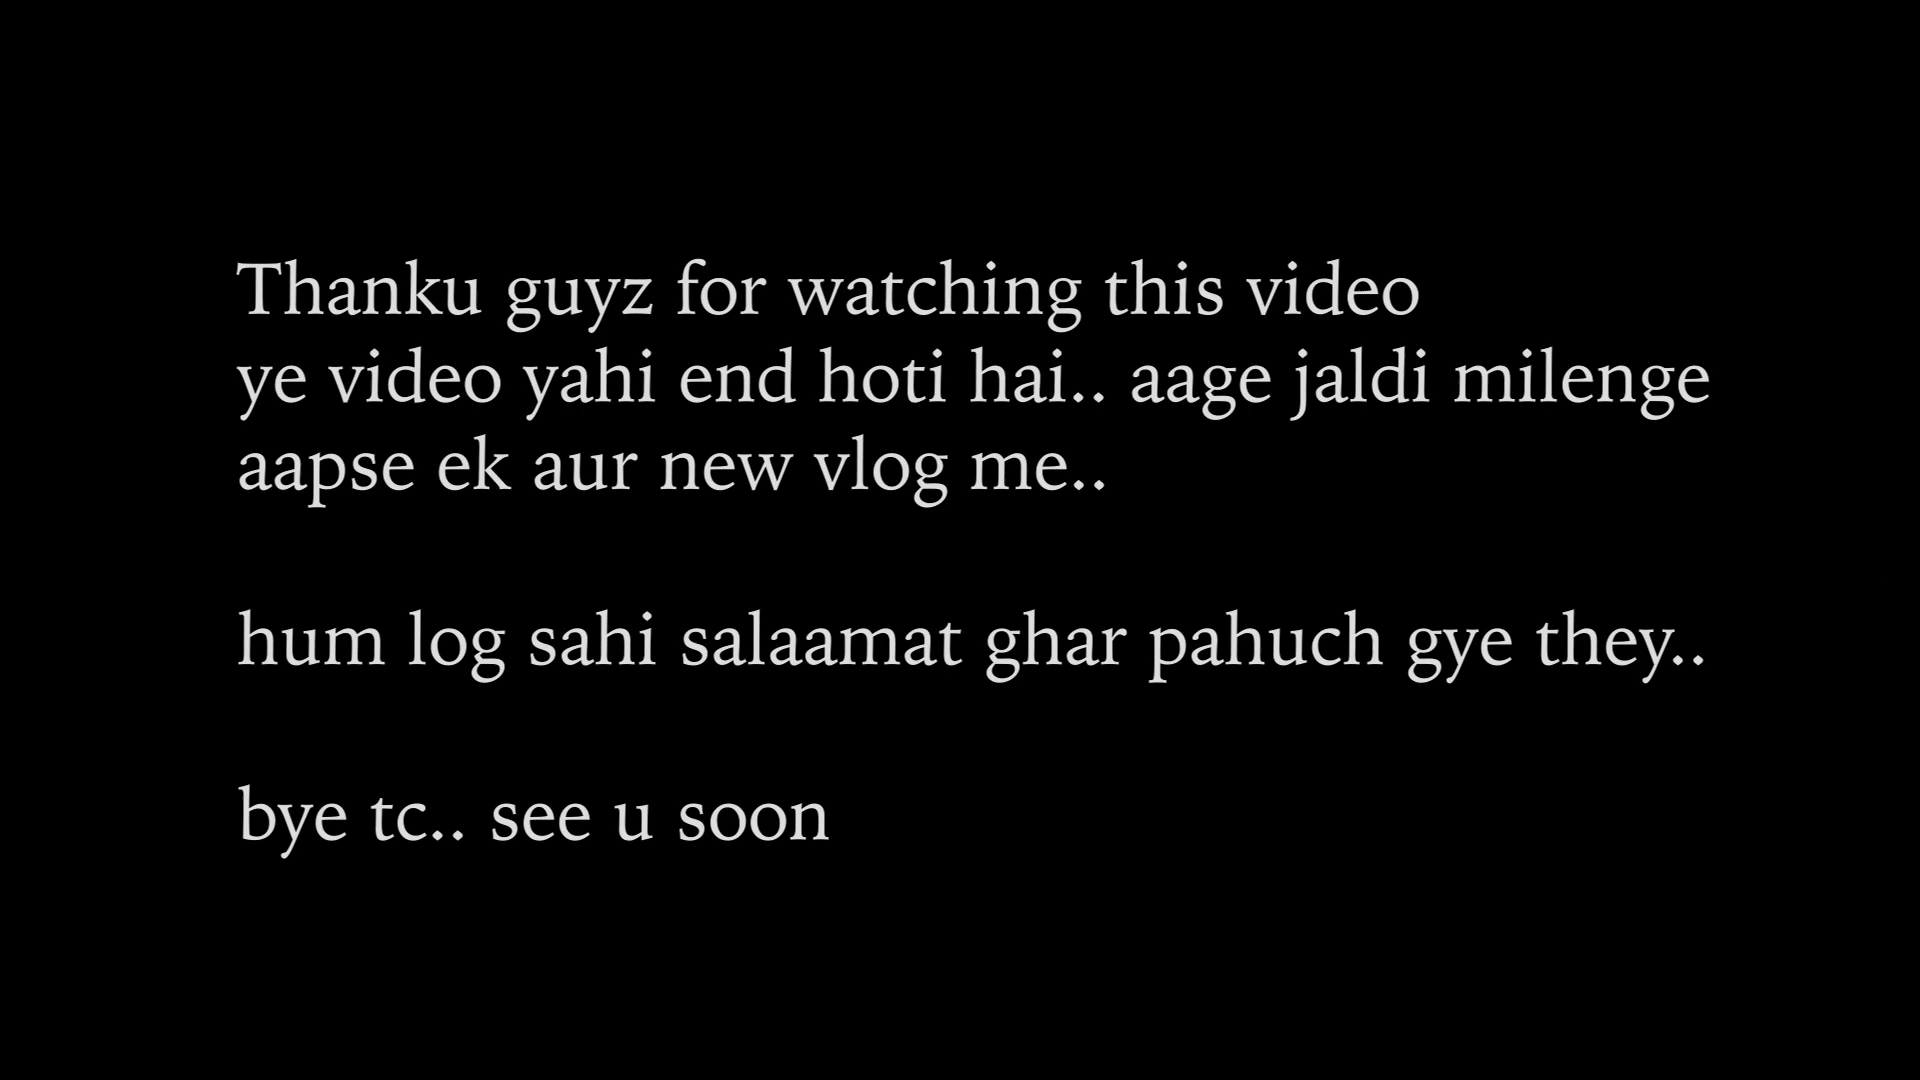 Thanku guyz for watching this video
ye video yahi end hoti hai.. aage jaldi milenge
aapse ek aur new vlog me..
hum log sahi salaamat ghar pahuch gye they..
bye tc.. see u soon